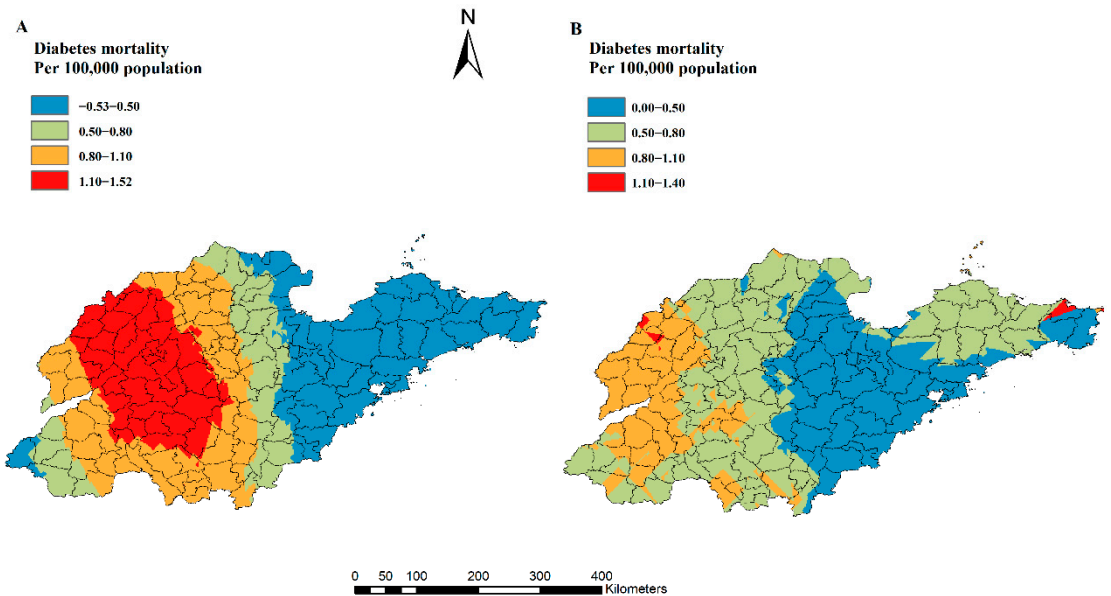 A
Diabetes mortality
Per 100,000 population
−0.53−0.50
0.50−0.80
0.80−1.10
1.10−1.52
N
B
Diabetes mortality
Per 100,000 population
0.00−0.50
0.50−0.80
0.80−1.10
1.10−1.40
0 50 100 200 300 400
Kilometers